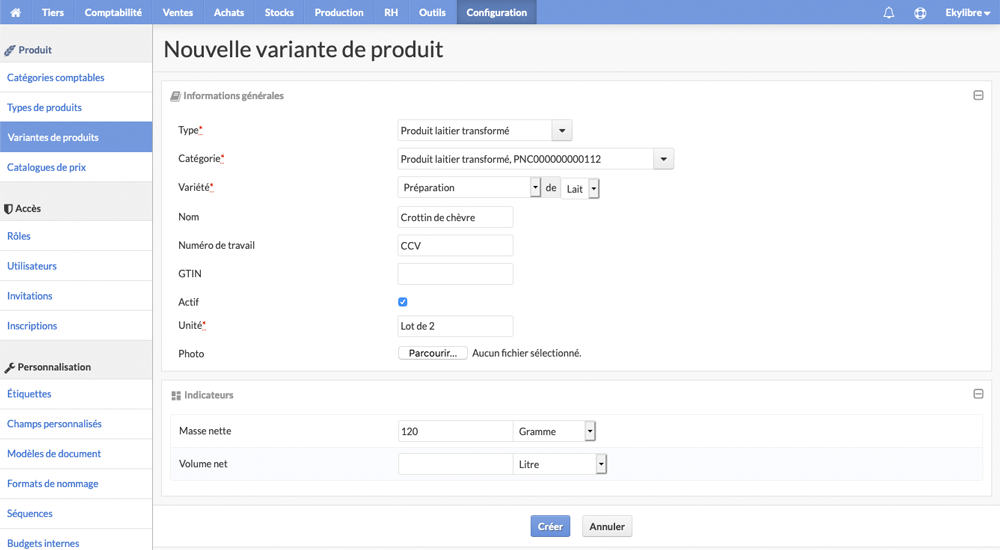 Tiers Comptabilité Ventes Achats Stocks Production RH Outils Configuration Ekylibre
Produit
Catégories comptables
Types de produits
Variantes de produits
Catalogues de prix
Accès
Rôles
Utilisateurs
Invitations
Inscriptions
Personnalisation
Étiquettes
Champs personnalisés
Modèles de document
Formats de nommage
Séquences
Budgets internes
Nouvelle variante de produit
Informations générales
Type* Produit laitier transformé
Catégorie* Produit laitier transformé, PNC000000000112
Variété* Préparation de Lait
Nom Crottin de chèvre
Numéro de travail CCV
GTIN
Actif
Unité* Lot de 2
Photo Parcourir... Aucun fichier sélectionné.
Indicateurs
Masse nette 120 Gramme
Volume net Litre
Créer Annuler